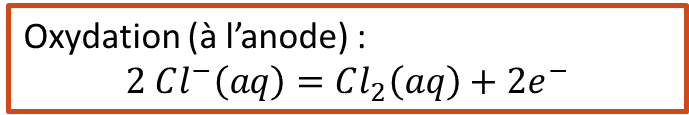 Oxydation (à l’anode) :
2 Cl⁻(aq) = Cl₂(aq) + 2e⁻